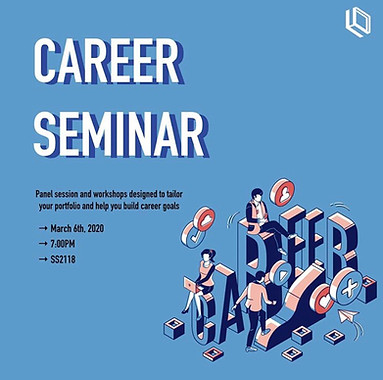 CAREER
SEMINAR
Panel session and workshops designed to tailor
your portfolio and help you build career goals
→ March 6th, 2020
→ 7:00PM
→ SS2118
CAREER